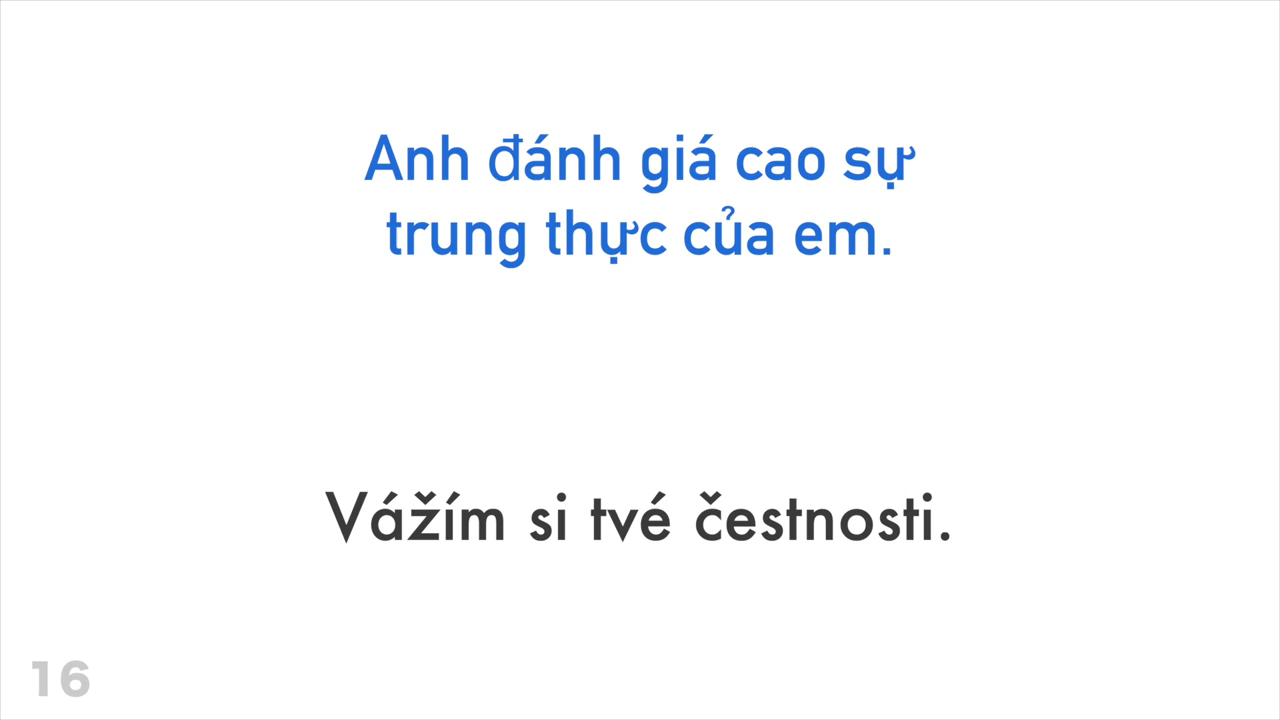 Anh đánh giá cao sự
trung thực của em.
Vážím si tvé čestnosti.
16